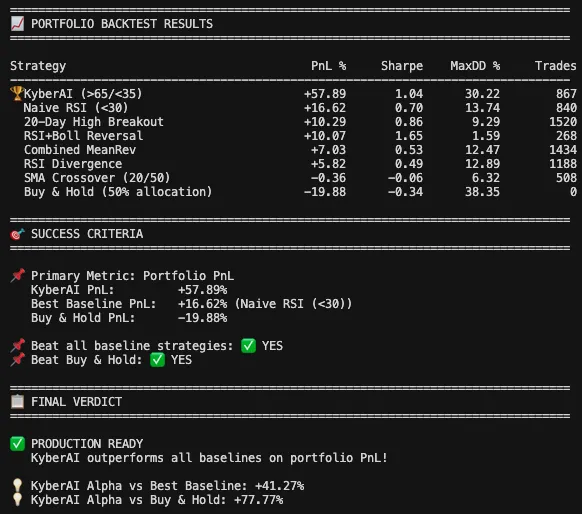 PORTFOLIO BACKTEST RESULTS
Strategy PnL % Sharpe MaxDD % Trades
KyberAI (>65/<35) +57.89 1.04 30.22 867
Naive RSI (<30) +16.62 0.70 13.74 840
20-Day High Breakout +10.29 0.86 9.29 1520
RSI+Boll Reversal +10.07 1.65 1.59 268
Combined MeanRev +7.03 0.53 12.47 1434
RSI Divergence +5.82 0.49 12.89 1188
SMA Crossover (20/50) -0.36 -0.06 6.32 508
Buy & Hold (50% allocation) -19.88 -0.34 38.35 0
SUCCESS CRITERIA
Primary Metric: Portfolio PnL
KyberAI PnL: +57.89%
Best Baseline PnL: +16.62% (Naive RSI (<30))
Buy & Hold PnL: -19.88%
Beat all baseline strategies: ✅ YES
Beat Buy & Hold: ✅ YES
FINAL VERDICT
✅ PRODUCTION READY
KyberAI outperforms all baselines on portfolio PnL!
KyberAI Alpha vs Best Baseline: +41.27%
KyberAI Alpha vs Buy & Hold: +77.77%